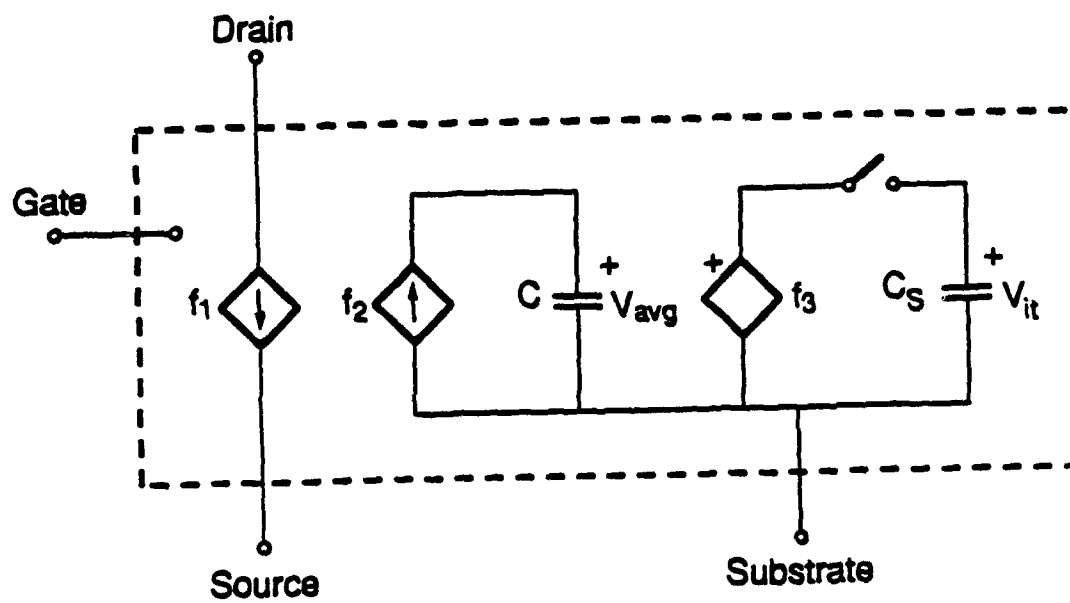 Drain
Gate
f1
f2
C
+
Vavg
+
f3
CS
+
Vit
Source
Substrate